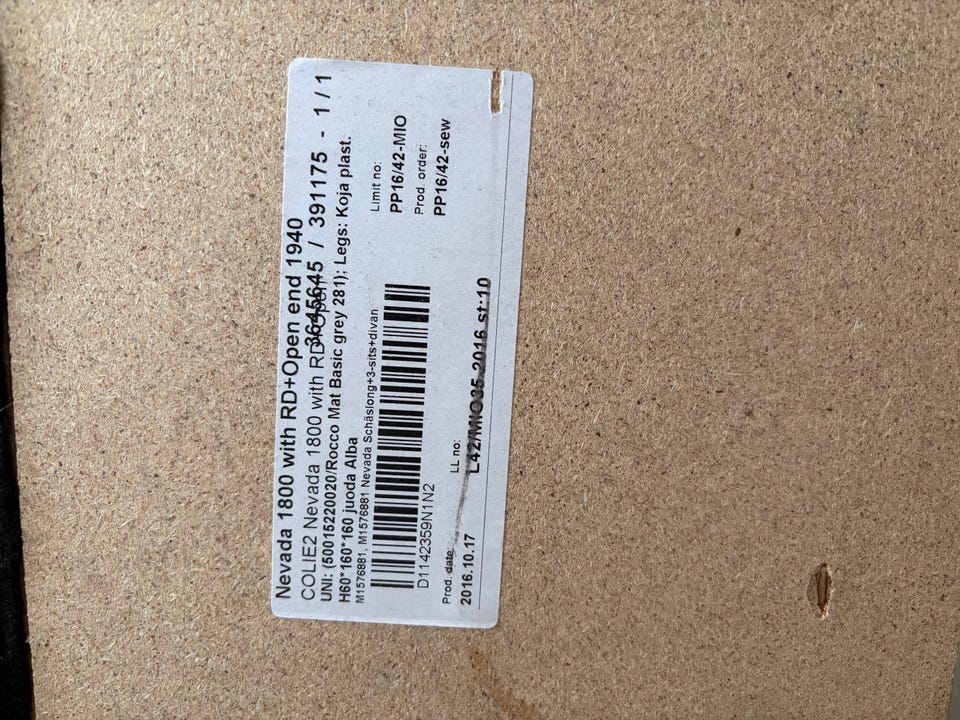 Nevada 1800 with RD+Open end 1940
3645645 / 391175 - 1 / 1
COLIE2 Nevada 1800 with RD+Open
UNI: (50015220020/Rocco Mat Basic grey 281); Legs: Koja plast.
H60*160*160 juoda Alba
M1576881, M1576881 Nevada Schäslong+3-sits+divan
D1142359N1N2
Limit no:
PP16/42-MIO
Prod. order:
PP16/42-sew
Prod. date:
2016.10.17
LL no:
L42/MIO35-2016 st:10